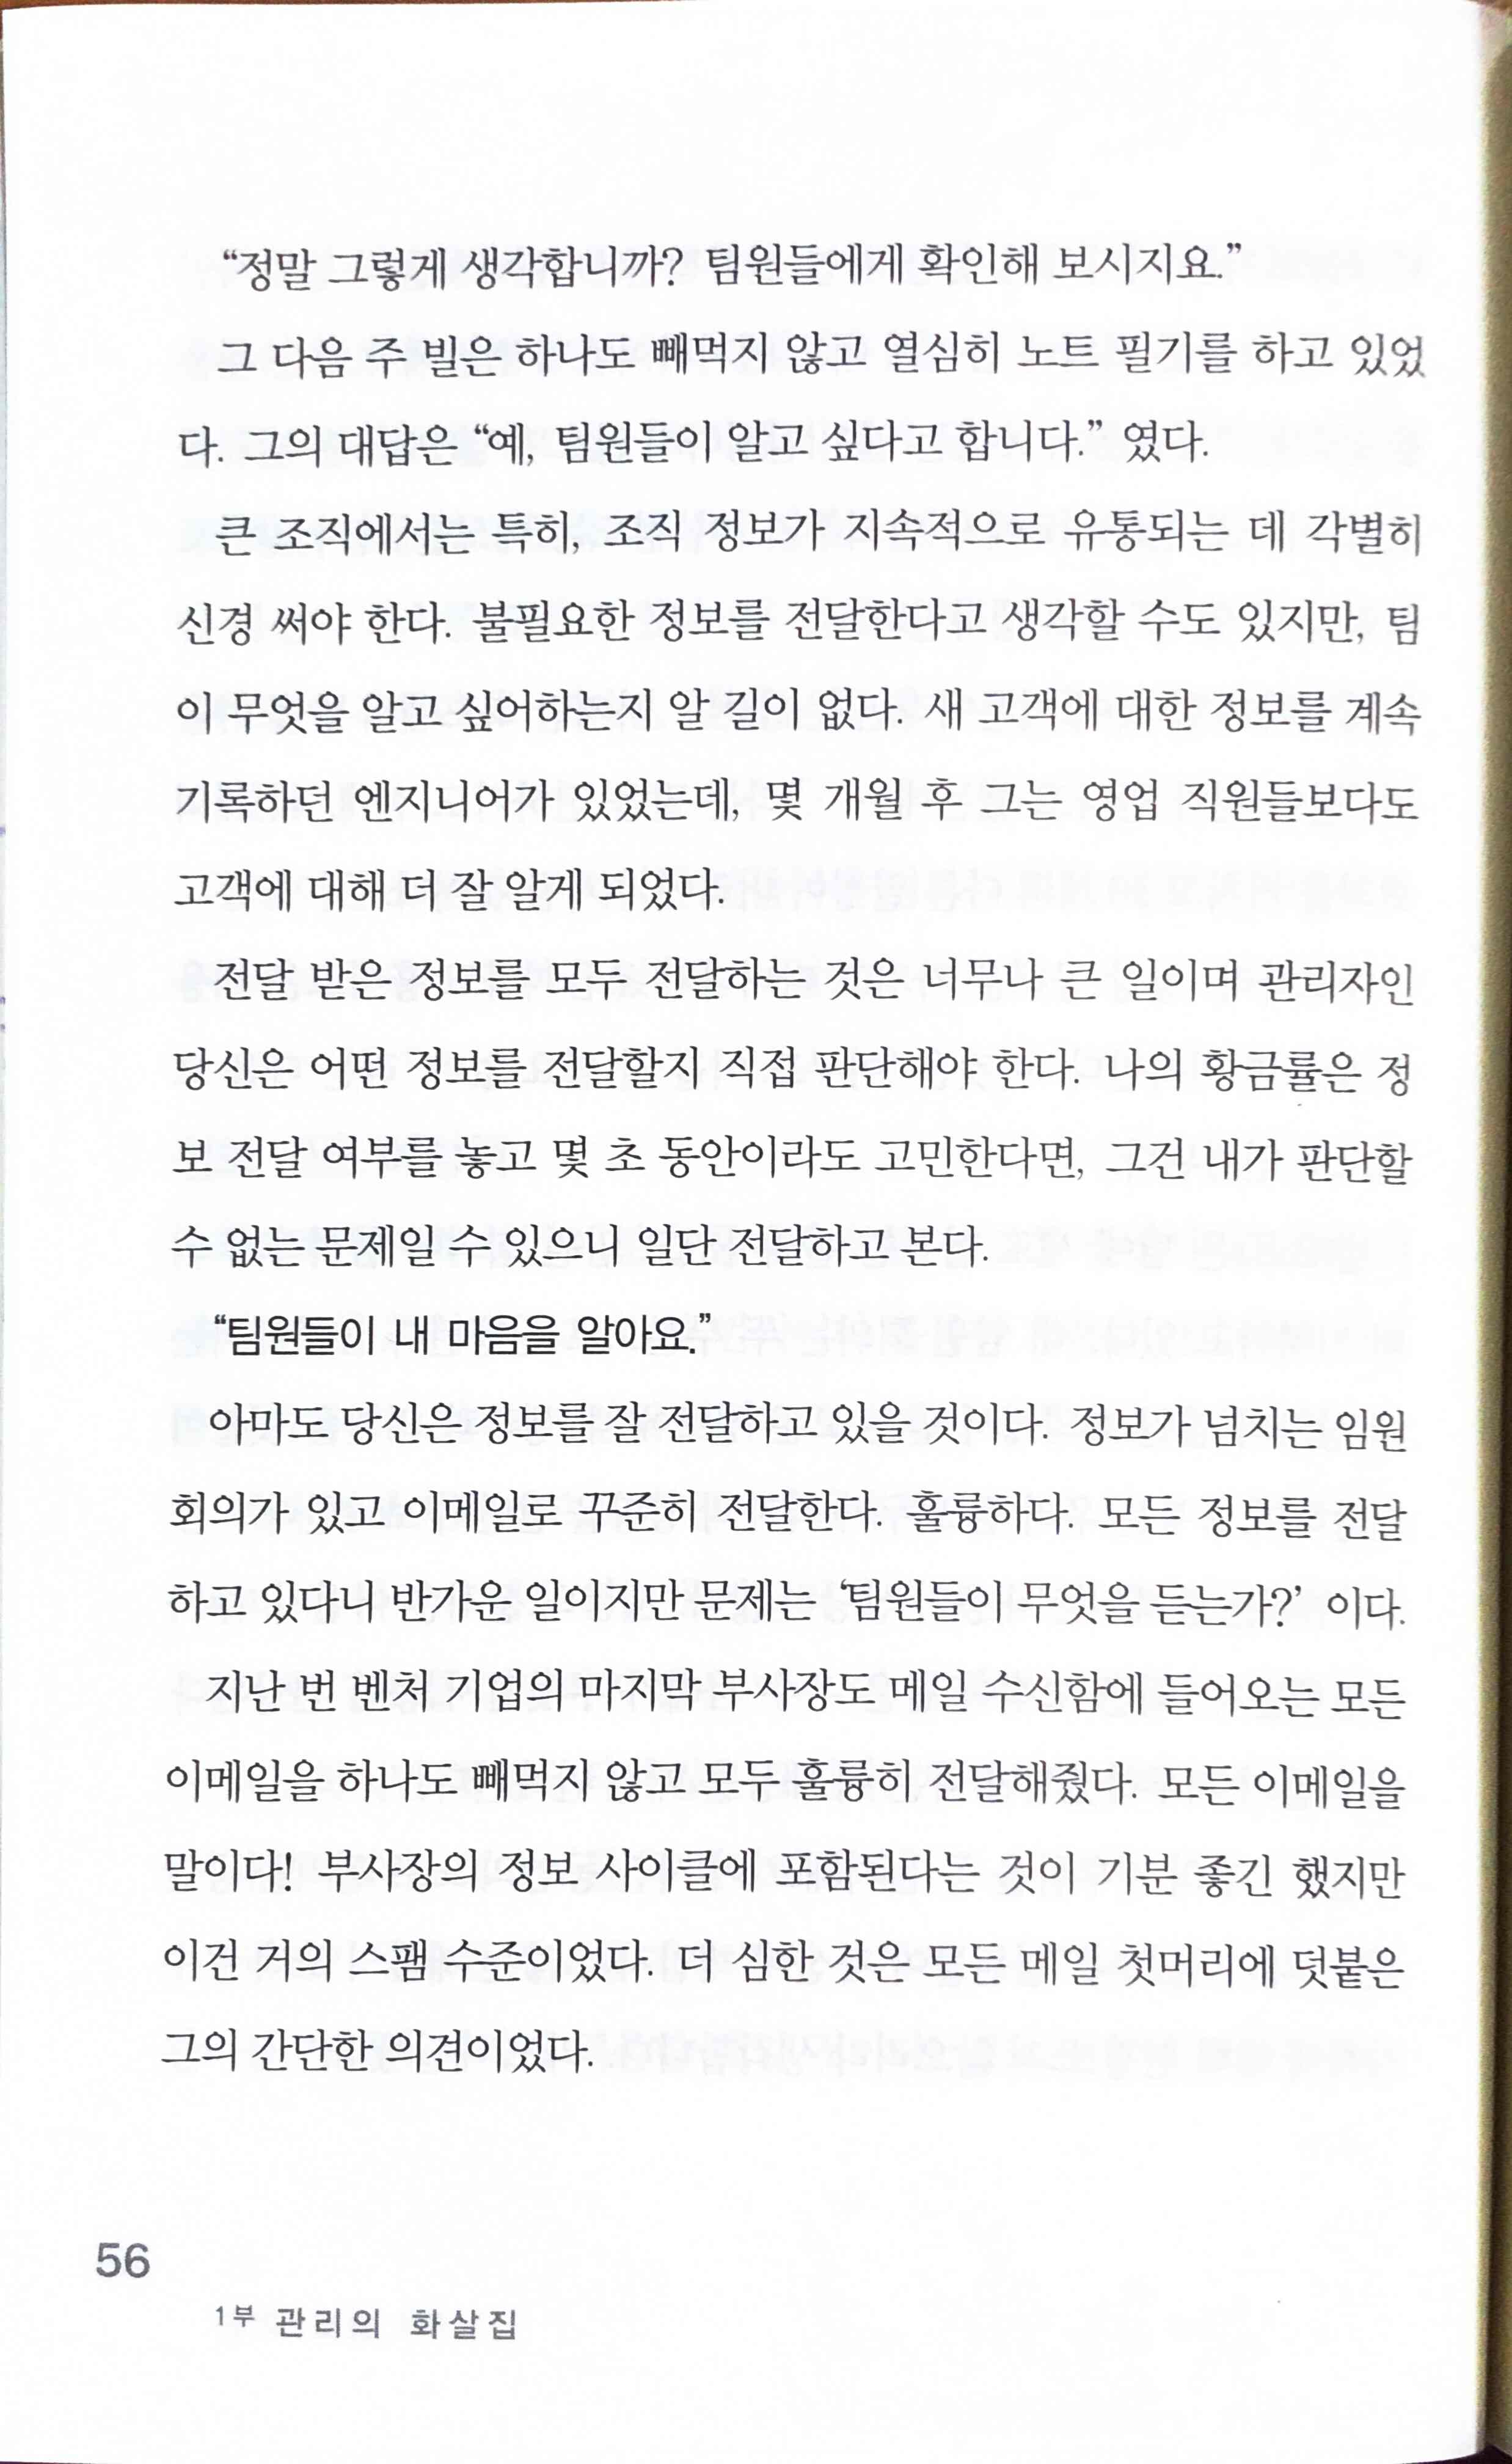 “정말 그렇게 생각합니까? 팀원들에게 확인해 보시지요.”
그 다음 주 빌은 하나도 빼먹지 않고 열심히 노트 필기를 하고 있었
다. 그의 대답은 “예, 팀원들이 알고 싶다고 합니다.” 였다.
큰 조직에서는 특히, 조직 정보가 지속적으로 유통되는 데 각별히
신경 써야 한다. 불필요한 정보를 전달한다고 생각할 수도 있지만, 팀
이 무엇을 알고 싶어하는지 알 길이 없다. 새 고객에 대한 정보를 계속
기록하던 엔지니어가 있었는데, 몇 개월 후 그는 영업 직원들보다도
고객에 대해 더 잘 알게 되었다.
전달 받은 정보를 모두 전달하는 것은 너무나 큰 일이며 관리자인
당신은 어떤 정보를 전달할지 직접 판단해야 한다. 나의 황금률은 정
보 전달 여부를 놓고 몇 초 동안이라도 고민한다면, 그건 내가 판단할
수 없는 문제일 수 있으니 일단 전달하고 본다.
“팀원들이 내 마음을 알아요.”
아마도 당신은 정보를 잘 전달하고 있을 것이다. 정보가 넘치는 임원
회의가 있고 이메일로 꾸준히 전달한다. 훌륭하다. 모든 정보를 전달
하고 있다니 반가운 일이지만 문제는 ‘팀원들이 무엇을 듣는가?’ 이다.
지난 번 벤처 기업의 마지막 부사장도 메일 수신함에 들어오는 모든
이메일을 하나도 빼먹지 않고 모두 훌륭히 전달해줬다. 모든 이메일을
말이다! 부사장의 정보 사이클에 포함된다는 것이 기분 좋긴 했지만
이건 거의 스팸 수준이었다. 더 심한 것은 모든 메일 첫머리에 덧붙은
그의 간단한 의견이었다.
56
1부 관리의 화살집